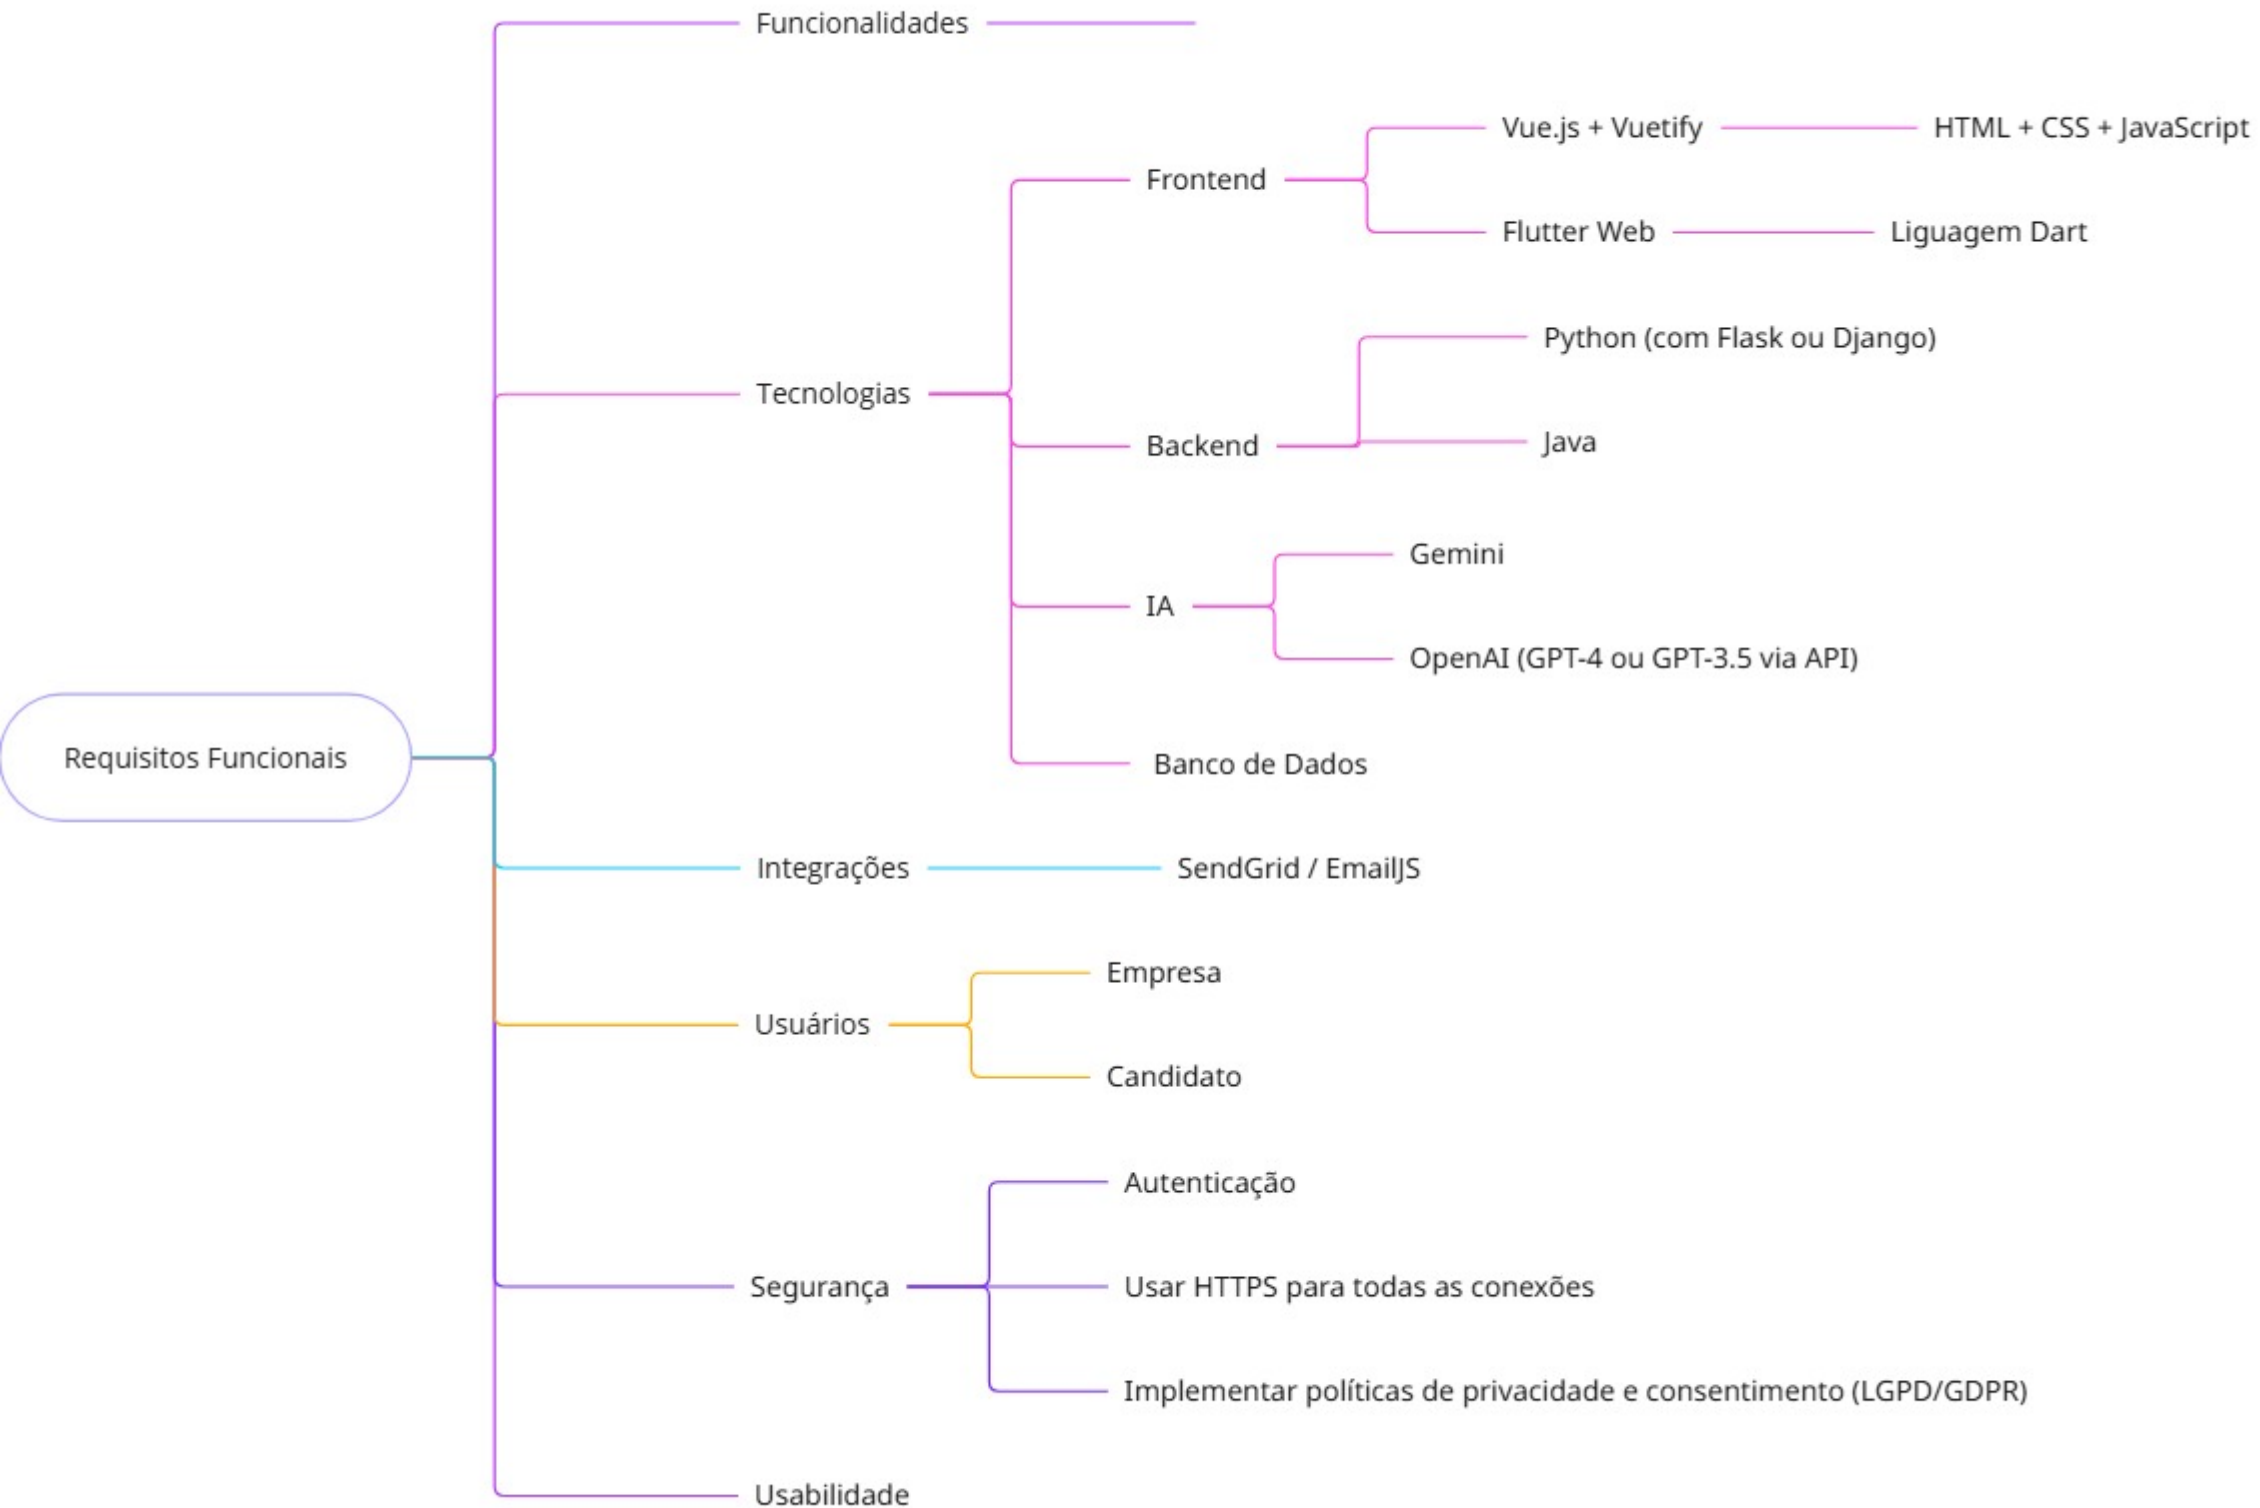 Funcionalidades
Vue.js + Vuetify
HTML + CSS + JavaScript
Frontend
Flutter Web
Liguagem Dart
Python (com Flask ou Django)
Tecnologias
Backend
Java
Gemini
IA
OpenAI (GPT-4 ou GPT-3.5 via API)
Requisitos Funcionais
Banco de Dados
Integrações
SendGrid / EmailJS
Empresa
Usuários
Candidato
Autenticação
Segurança
Usar HTTPS para todas as conexões
Implementar políticas de privacidade e consentimento (LGPD/GDPR)
Usabilidade